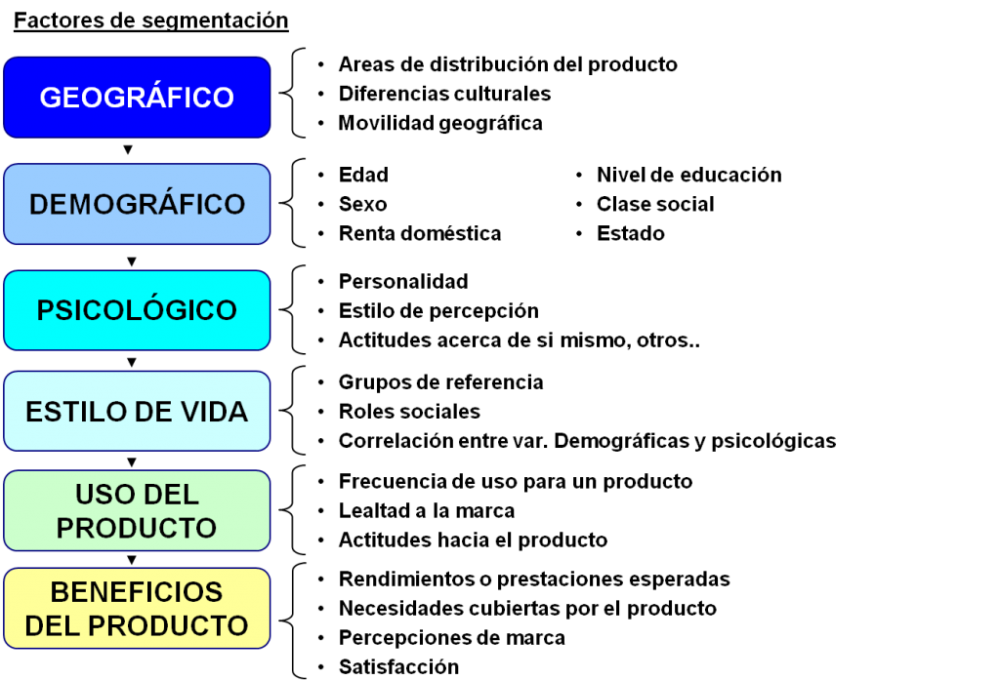 Factores de segmentación
GEOGRÁFICO
• Areas de distribución del producto
• Diferencias culturales
• Movilidad geográfica
DEMOGRÁFICO
• Edad
• Sexo
• Renta doméstica
• Nivel de educación
• Clase social
• Estado
PSICOLÓGICO
• Personalidad
• Estilo de percepción
• Actitudes acerca de si mismo, otros..
ESTILO DE VIDA
• Grupos de referencia
• Roles sociales
• Correlación entre var. Demográficas y psicológicas
USO DEL
PRODUCTO
• Frecuencia de uso para un producto
• Lealtad a la marca
• Actitudes hacia el producto
BENEFICIOS
DEL PRODUCTO
• Rendimientos o prestaciones esperadas
• Necesidades cubiertas por el producto
• Percepciones de marca
• Satisfacción